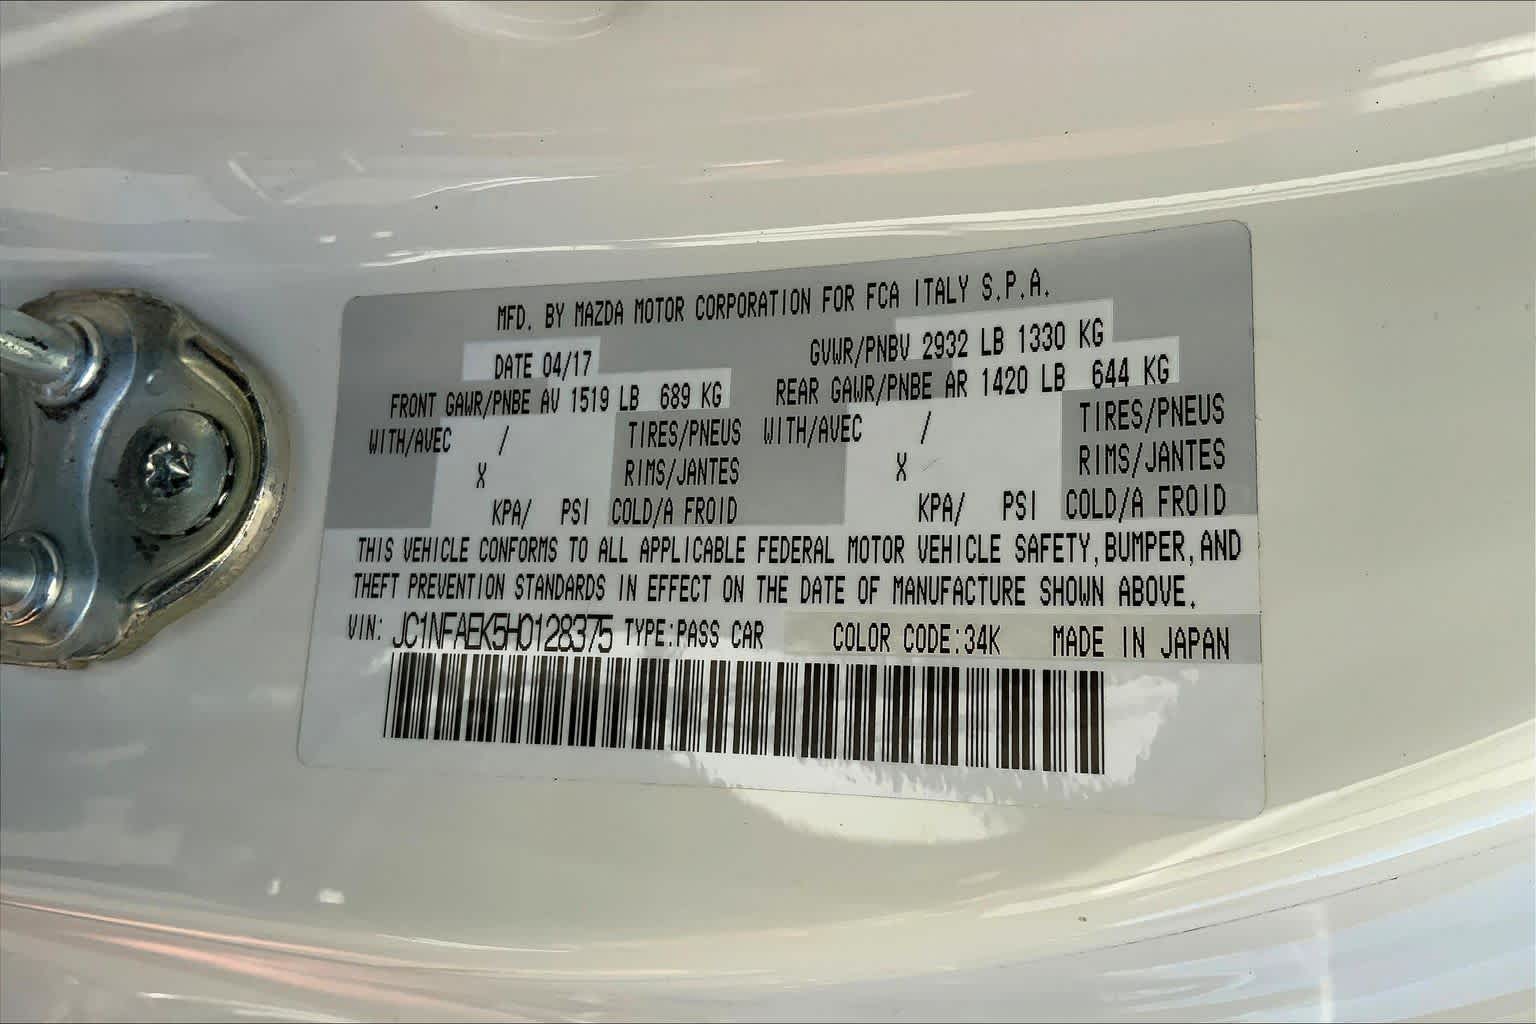 MFD. BY MAZDA MOTOR CORPORATION FOR FCA ITALY S.P.A.
DATE 04/17 GVWR/PNBV 2932 LB 1330 KG
FRONT GAWR/PNBE AV 1519 LB 689 KG REAR GAWR/PNBE AR 1420 LB 644 KG
WITH/AVEC / TIRES/PNEUS WITH/AVEC / TIRES/PNEUS
X RIMS/JANTES X RIMS/JANTES
KPA/ PSI COLD/A FROID KPA/ PSI COLD/A FROID
THIS VEHICLE CONFORMS TO ALL APPLICABLE FEDERAL MOTOR VEHICLE SAFETY, BUMPER, AND
THEFT PREVENTION STANDARDS IN EFFECT ON THE DATE OF MANUFACTURE SHOWN ABOVE.
VIN: JC1NFAEK5H0128375 TYPE: PASS CAR COLOR CODE: 34K MADE IN JAPAN